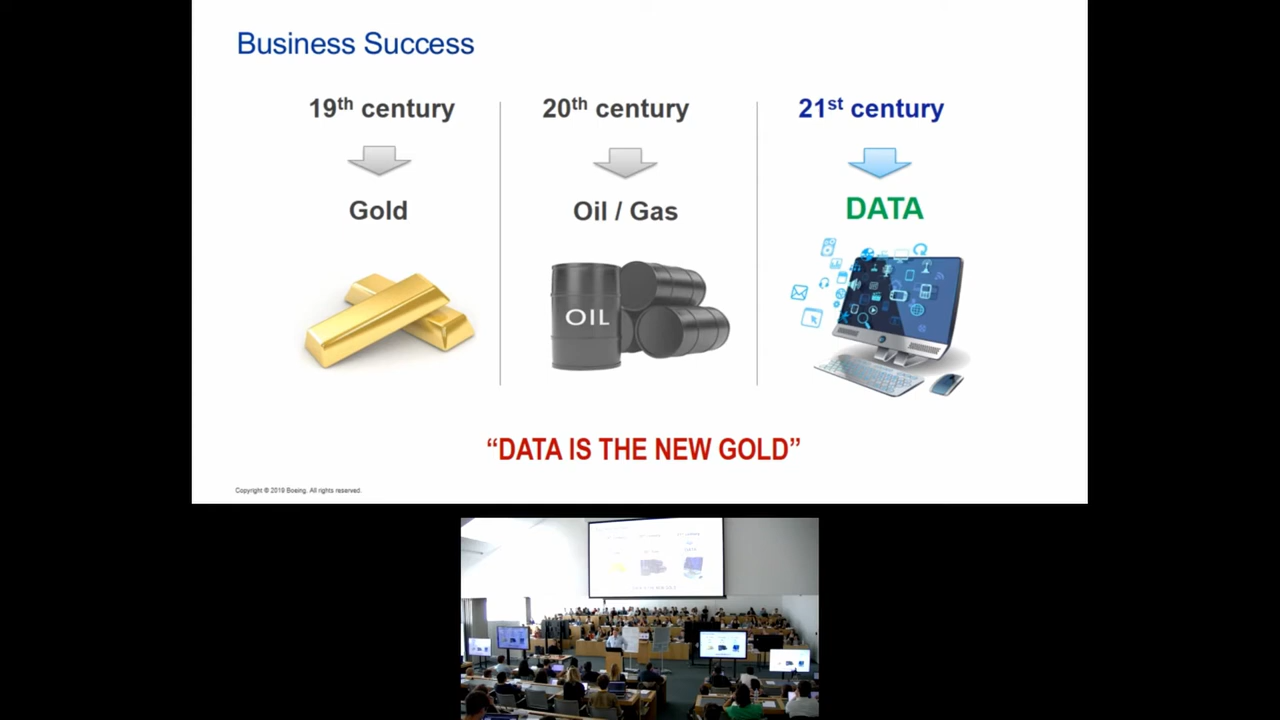 Business Success
19th century
20th century
21st century
Gold
Oil / Gas
DATA
OIL
“DATA IS THE NEW GOLD”
Copyright © 2019 Boeing. All rights reserved.